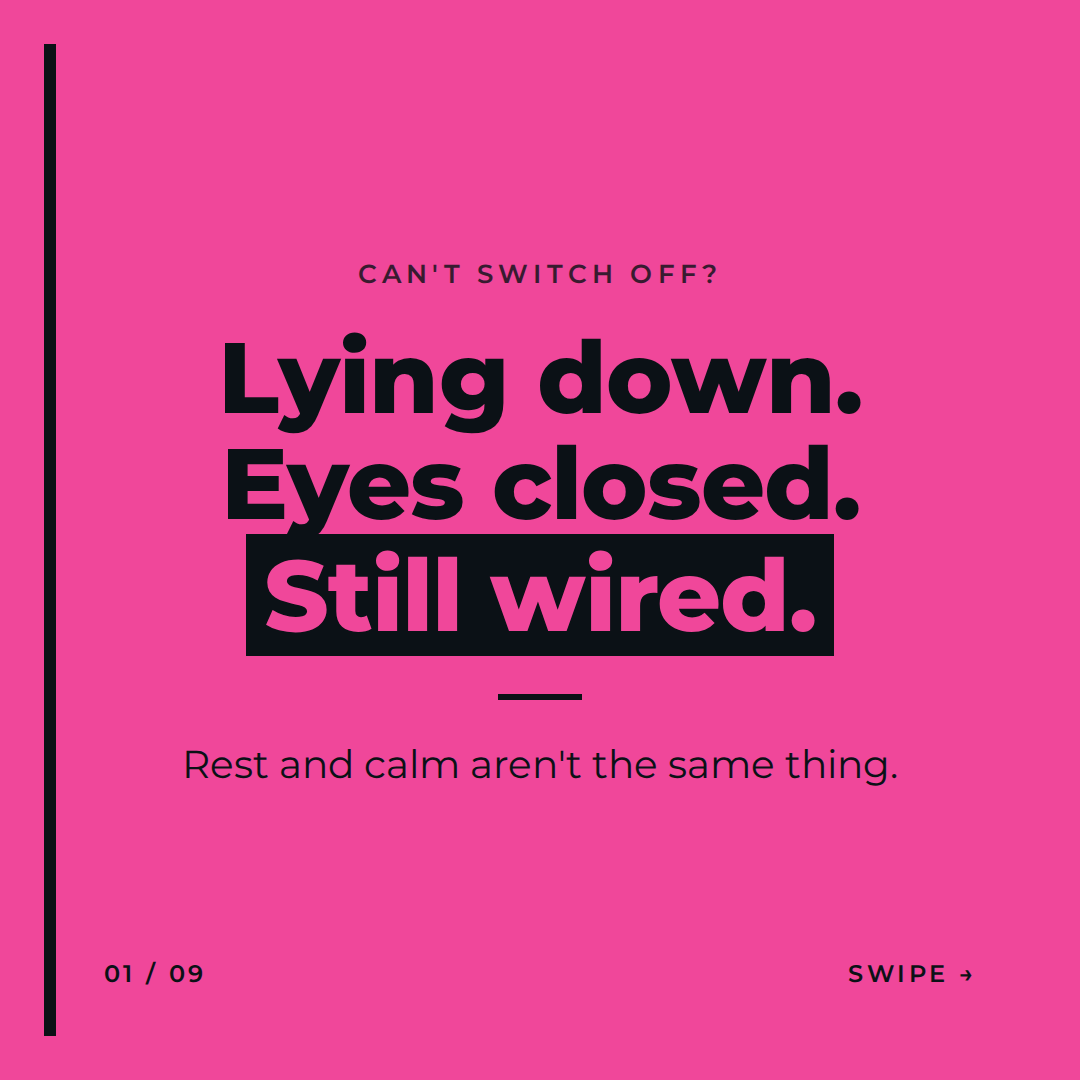 CAN'T SWITCH OFF?
Lying down.
Eyes closed.
Still wired.
Rest and calm aren't the same thing.
01 / 09
SWIPE →